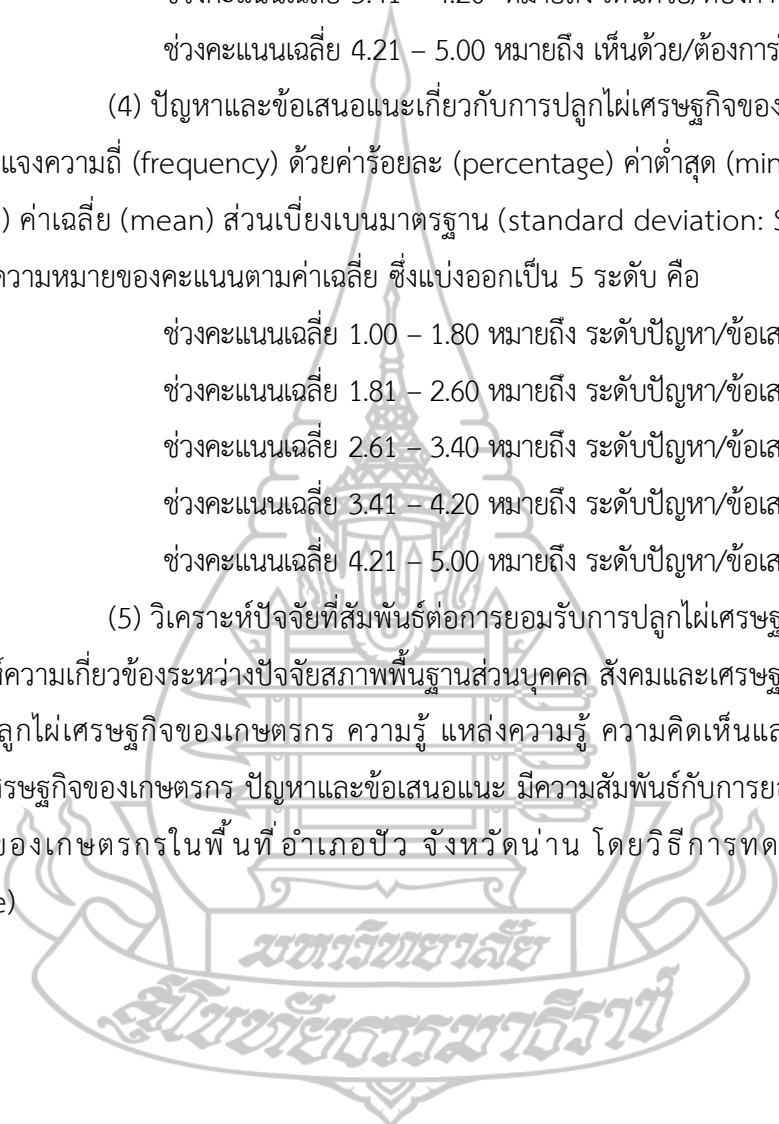 ช่วงคะแนนเฉลี่ย 4.21 – 5.00 หมายถึง เห็นด้วย/ต้องการ
(4) ปัญหาและข้อเสนอแนะเกี่ยวกับการปลูกไผ่เศรษฐกิจของ
แจงความถี่ (frequency) ด้วยค่าร้อยละ (percentage) ค่าต่ำสุด (min
) ค่าเฉลี่ย (mean) ส่วนเบี่ยงเบนมาตรฐาน (standard deviation: S
ความหมายของคะแนนตามค่าเฉลี่ย ซึ่งแบ่งออกเป็น 5 ระดับ คือ
ช่วงคะแนนเฉลี่ย 1.00 – 1.80 หมายถึง ระดับปัญหา/ข้อเส
ช่วงคะแนนเฉลี่ย 1.81 – 2.60 หมายถึง ระดับปัญหา/ข้อเส
ช่วงคะแนนเฉลี่ย 2.61 – 3.40 หมายถึง ระดับปัญหา/ข้อเส
ช่วงคะแนนเฉลี่ย 3.41 – 4.20 หมายถึง ระดับปัญหา/ข้อเส
ช่วงคะแนนเฉลี่ย 4.21 – 5.00 หมายถึง ระดับปัญหา/ข้อเส
(5) วิเคราะห์ปัจจัยที่สัมพันธ์ต่อการยอมรับการปลูกไผ่เศรษฐ
ห์ความเกี่ยวข้องระหว่างปัจจัยสภาพพื้นฐานส่วนบุคคล สังคมและเศรษฐ
ลูกไผ่เศรษฐกิจของเกษตรกร ความรู้ แหล่งความรู้ ความคิดเห็นและ
ศรษฐกิจของเกษตรกร ปัญหาและข้อเสนอแนะ มีความสัมพันธ์กับการยอ
ของเกษตรกรในพื้นที่อำเภอปัว จังหวัดน่าน โดยวิธีการทด
e)
มหาวิทยาลัย
สุโขทัยธรรมาธิราช